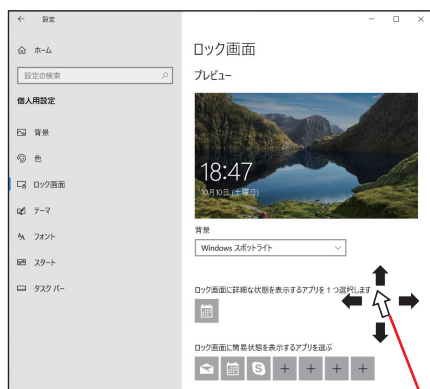 設定
ホーム
設定の検索
個人用設定
背景
色
ロック画面
テーマ
フォント
スタート
タスク バー
ロック画面
プレビュー
18:47
10月10日 (土曜日)
背景
Windows スポットライト
ロック画面に詳細な状態を表示するアプリを 1 つ選択します
ロック画面に簡易状態を表示するアプリを選ぶ